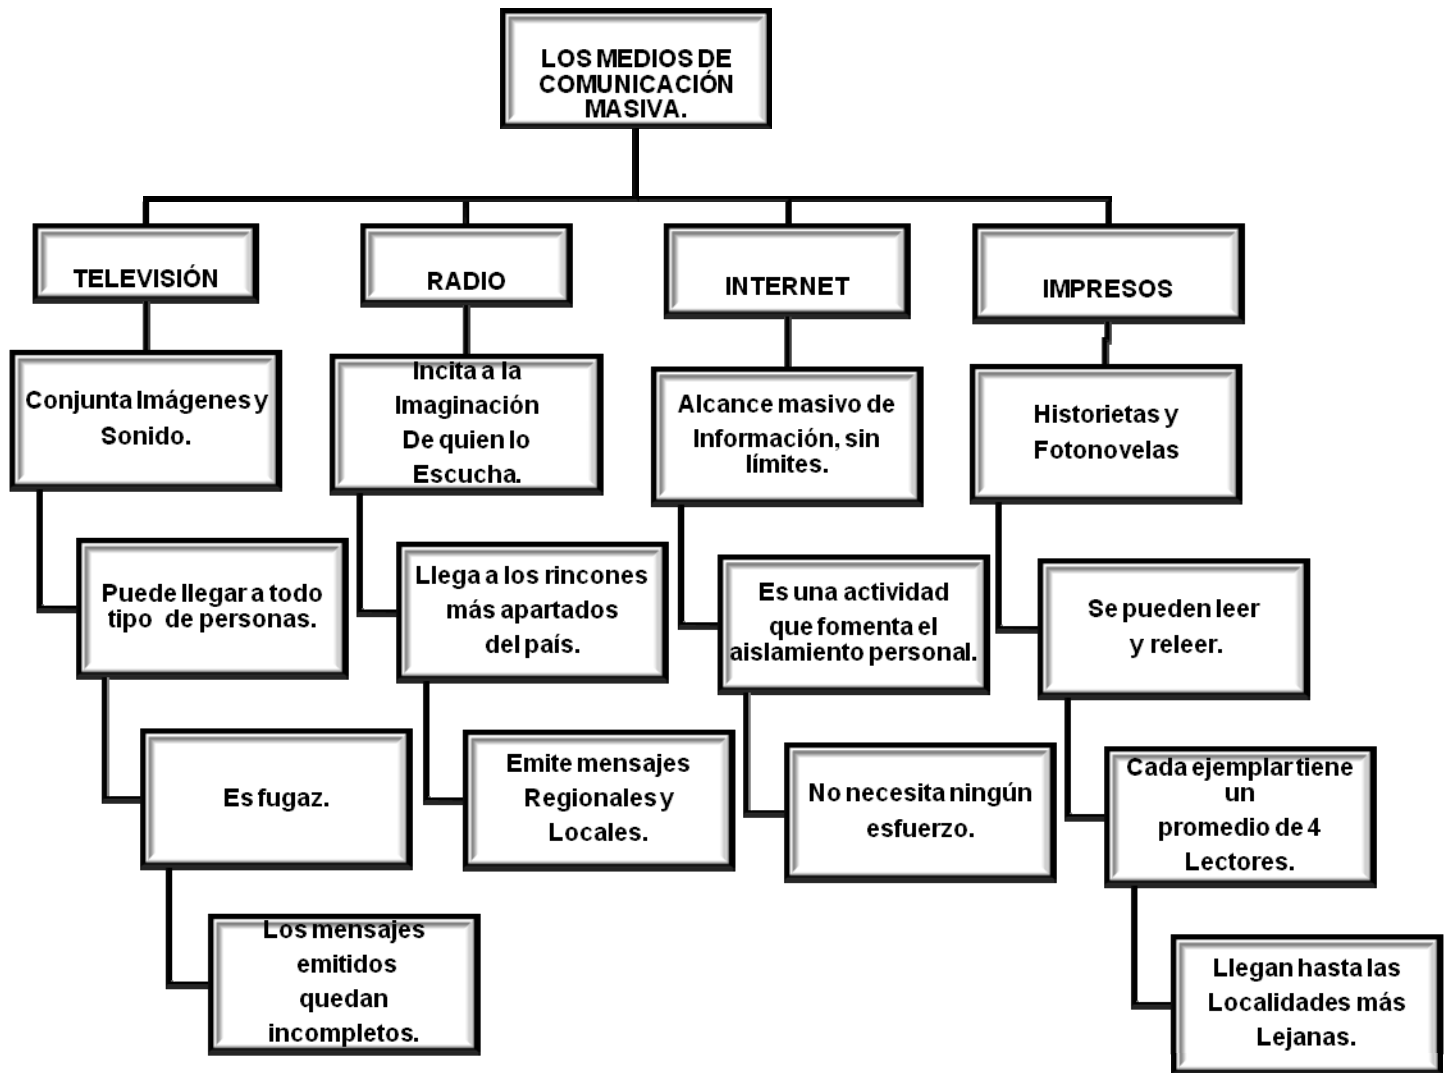 LOS MEDIOS DE
COMUNICACIÓN
MASIVA.
TELEVISIÓN
Conjunta Imágenes y
Sonido.
Puede llegar a todo
tipo de personas.
Es fugaz.
Los mensajes
emitidos
quedan
incompletos.
RADIO
Incita a la
Imaginación
De quien lo
Escucha.
Llega a los rincones
más apartados
del país.
Emite mensajes
Regionales y
Locales.
INTERNET
Alcance masivo de
Información, sin
límites.
Es una actividad
que fomenta el
aislamiento personal.
No necesita ningún
esfuerzo.
IMPRESOS
Historietas y
Fotonovelas
Se pueden leer
y releer.
Cada ejemplar tiene
un
promedio de 4
Lectores.
Llegan hasta las
Localidades más
Lejanas.